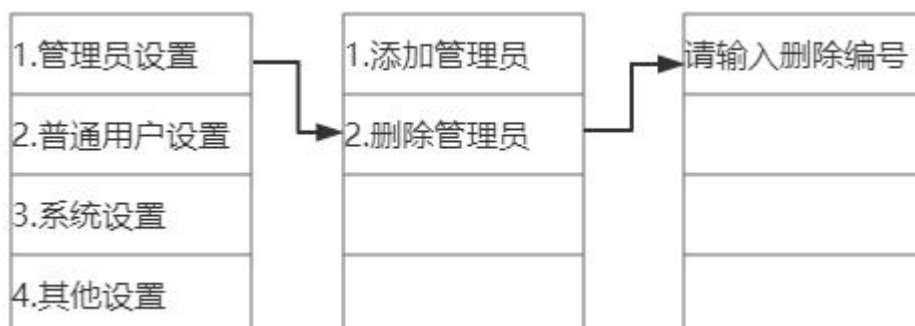 1.管理员设置
2.普通用户设置
3.系统设置
4.其他设置
1.添加管理员
2.删除管理员
请输入删除编号